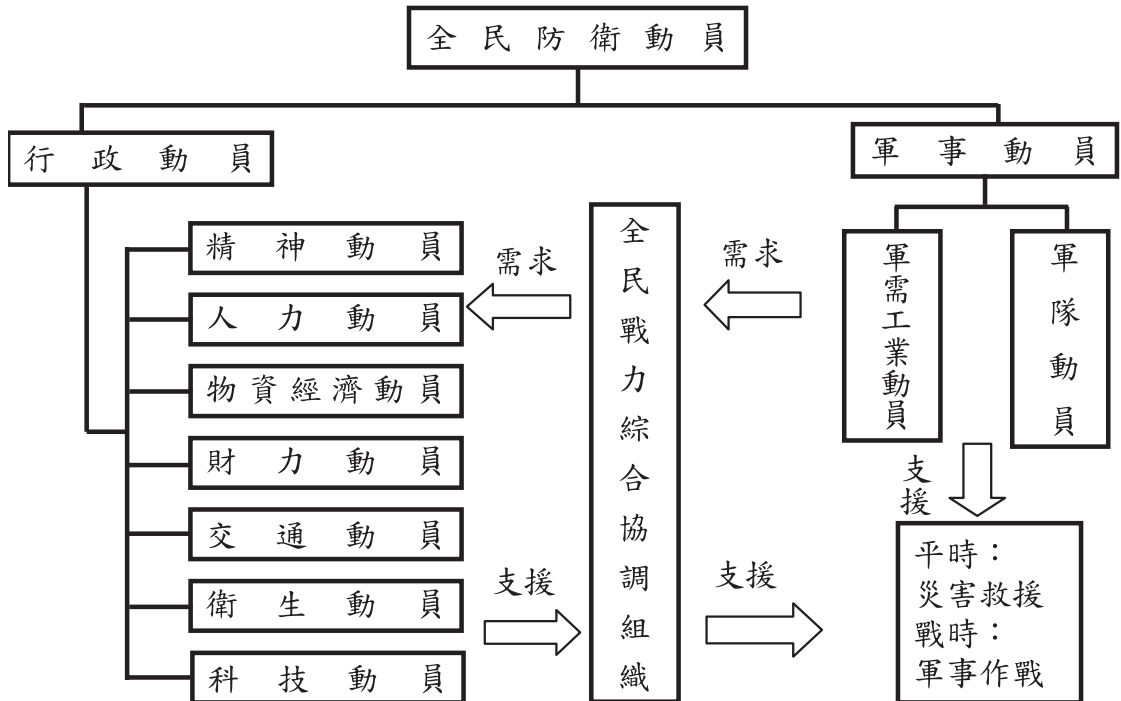 全民防衛動員
行政動員
軍事動員
精神動員
人力動員
物資經濟動員
財力動員
交通動員
衛生動員
科技動員
需求
支援
全民戰力綜合協調組織
需求
支援
軍需工業動員
軍隊動員
支援
平時：
災害救援
戰時：
軍事作戰